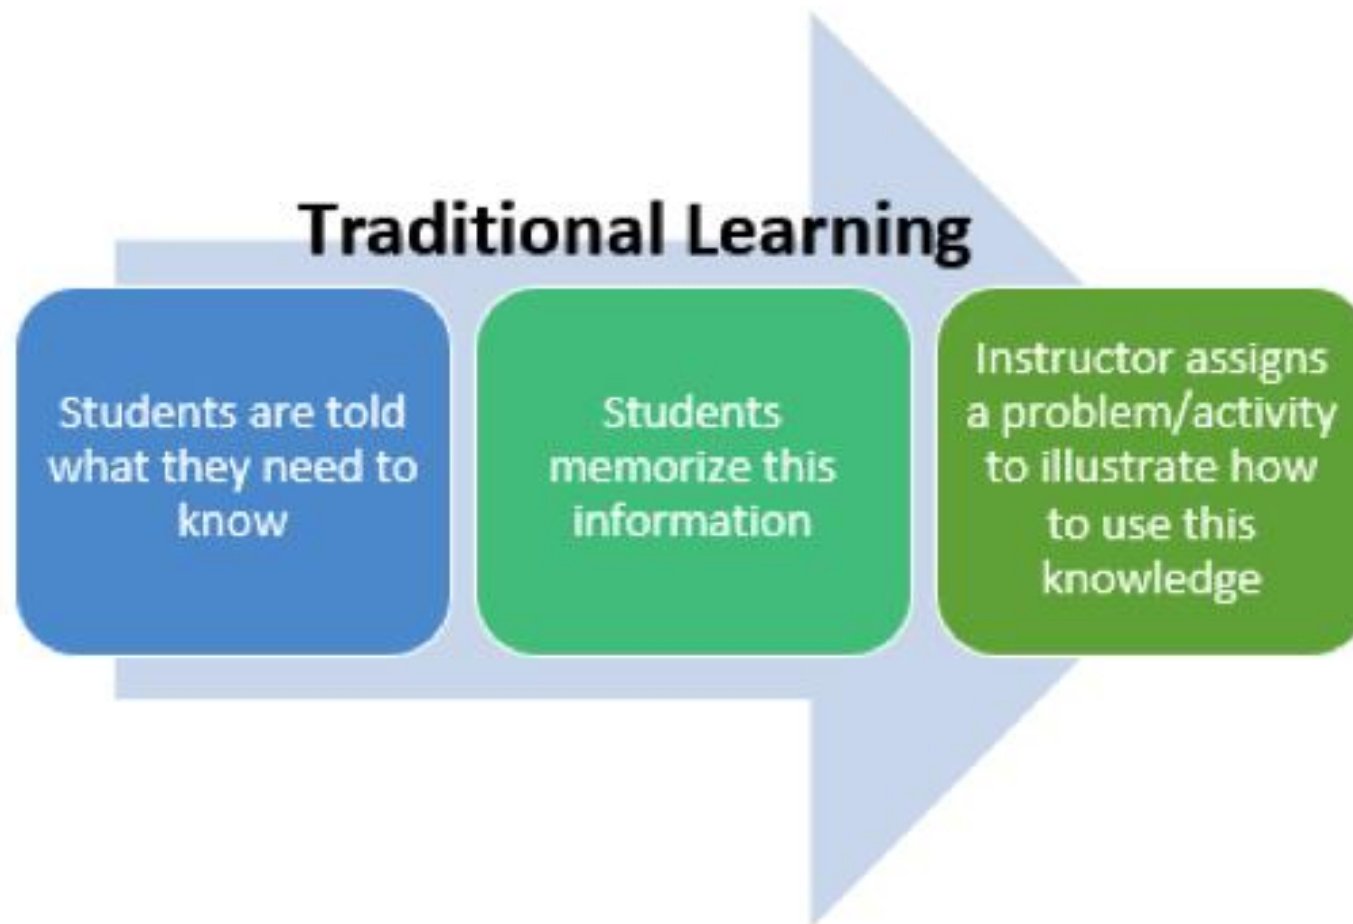 Traditional Learning
Students are told
what they need to
know
Students
memorize this
information
Instructor assigns
a problem/activity
to illustrate how
to use this
knowledge